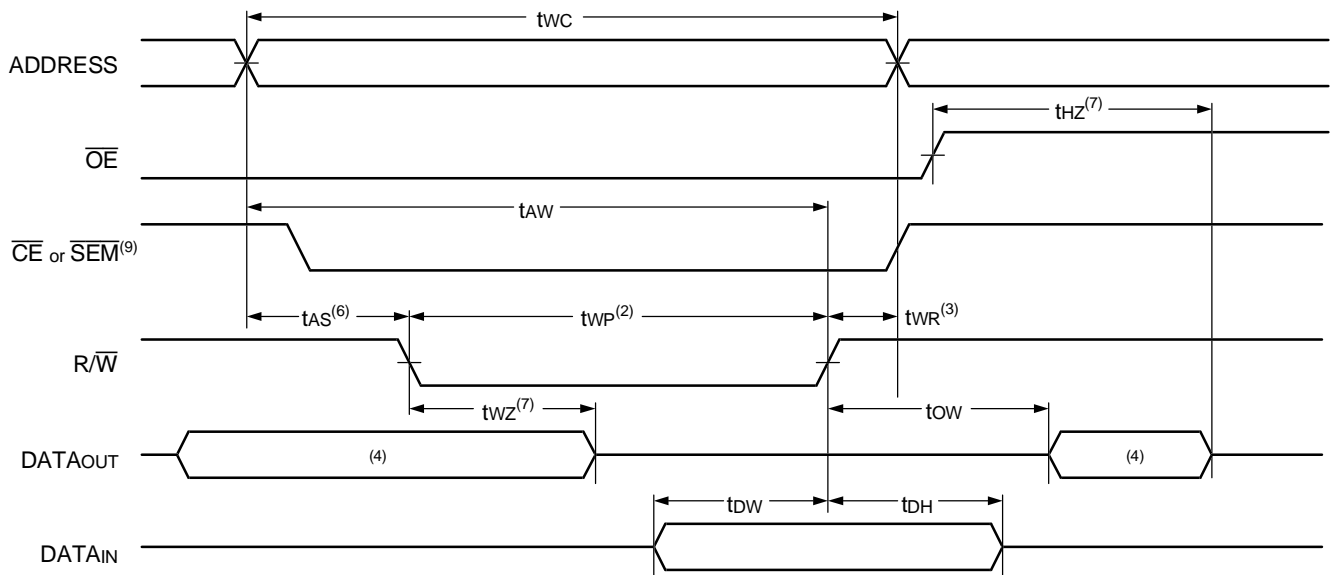 tWC
ADDRESS
tHZ(7)
OE
tAW
CE or SEM(9)
tAS(6) tWP(2) tWR(3)
R/W
tWZ(7) tOW
DATAOUT (4) (4)
tDW tDH
DATAIN